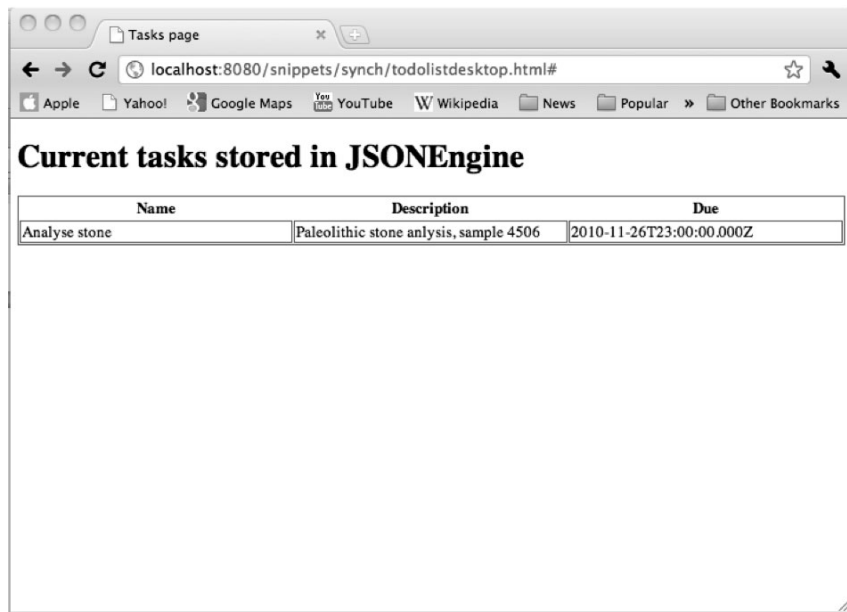 Tasks page
localhost:8080/snippets/synch/todolistdesktop.html#
Apple Yahoo! Google Maps You Tube YouTube W Wikipedia News Popular » Other Bookmarks
Current tasks stored in JSONEngine
Name Description Due
Analyse stone Paleolithic stone anlysis, sample 4506 2010-11-26T23:00:00.000Z